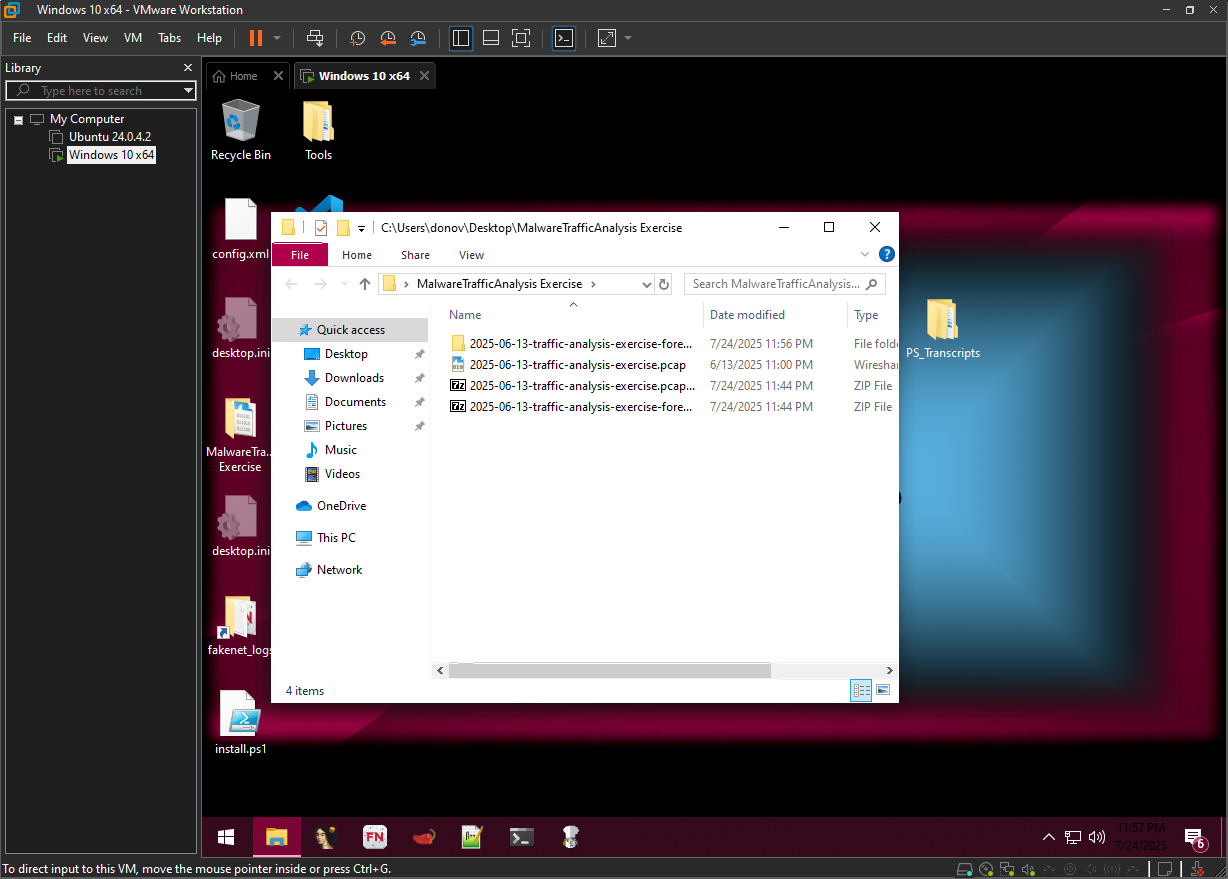 Windows 10 x64 - VMware Workstation
File Edit View VM Tabs Help
Library
Type here to search
My Computer
Ubuntu 24.0.4.2
Windows 10 x64
Home
Windows 10 x64
Recycle Bin
Tools
config.xml
desktop.ini
MalwareTra...
Exercise
desktop.ini
fakenet_logs
install.ps1
PS_Transcripts
C:\Users\donov\Desktop\MalwareTrafficAnalysis Exercise
File Home Share View
MalwareTrafficAnalysis Exercise
Search MalwareTrafficAnalysis...
Name Date modified Type
2025-06-13-traffic-analysis-exercise-fore... 7/24/2025 11:56 PM File folde
2025-06-13-traffic-analysis-exercise.pcap 6/13/2025 11:00 PM Wiresha
2025-06-13-traffic-analysis-exercise.pcap... 7/24/2025 11:44 PM ZIP File
2025-06-13-traffic-analysis-exercise-fore... 7/24/2025 11:44 PM ZIP File
Quick access
Desktop
Downloads
Documents
Pictures
Music
Videos
OneDrive
This PC
Network
4 items
FN
11:57 PM
7/24/2025
6
To direct input to this VM, move the mouse pointer inside or press Ctrl+G.